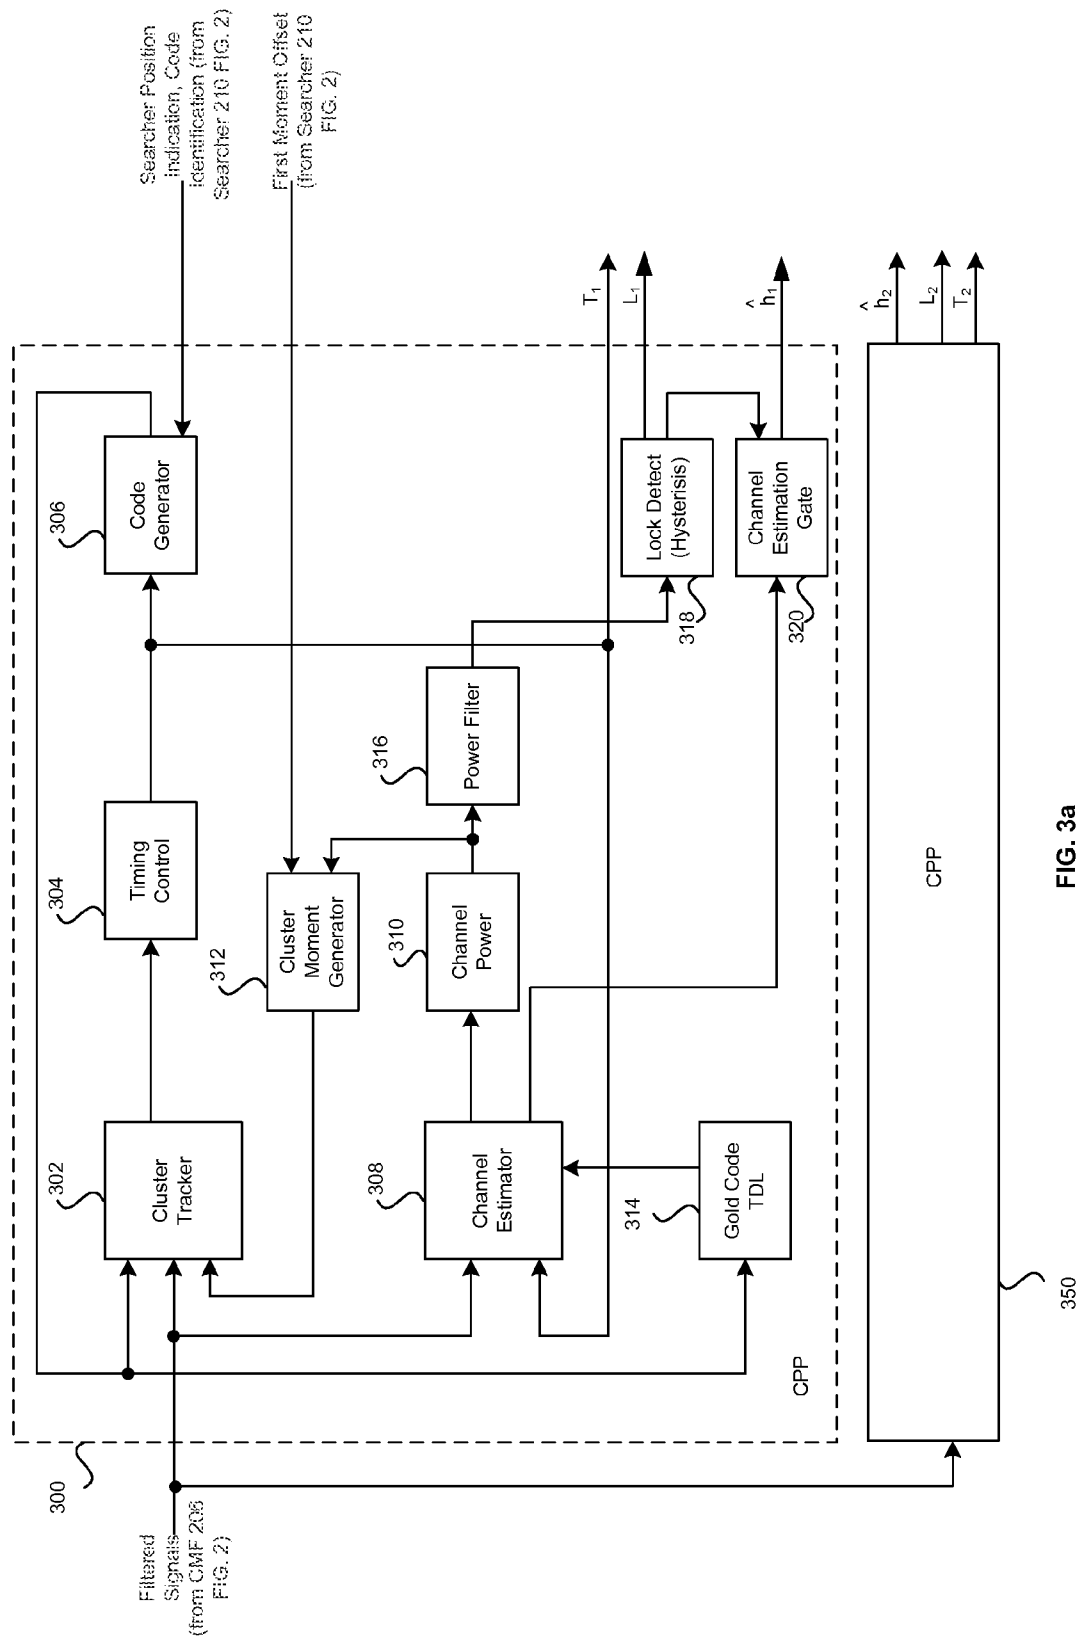 Searcher Position
Indication, Code
Identification (from
Searcher 210 FIG. 2)
First Moment Offset
(from Searcher 210
FIG. 2)
300
Filtered
Signals
(from CMF 206
FIG. 2)
302
Cluster
Tracker
304
Timing
Control
306
Code
Generator
312
Cluster
Moment
Generator
308
Channel
Estimator
310
Channel
Power
316
Power Filter
314
Gold Code
TDL
318
Lock Detect
(Hysterisis)
320
Channel
Estimation
Gate
T1
L1
^
h1
CPP
^
h2
L2
T2
CPP
350
FIG. 3a